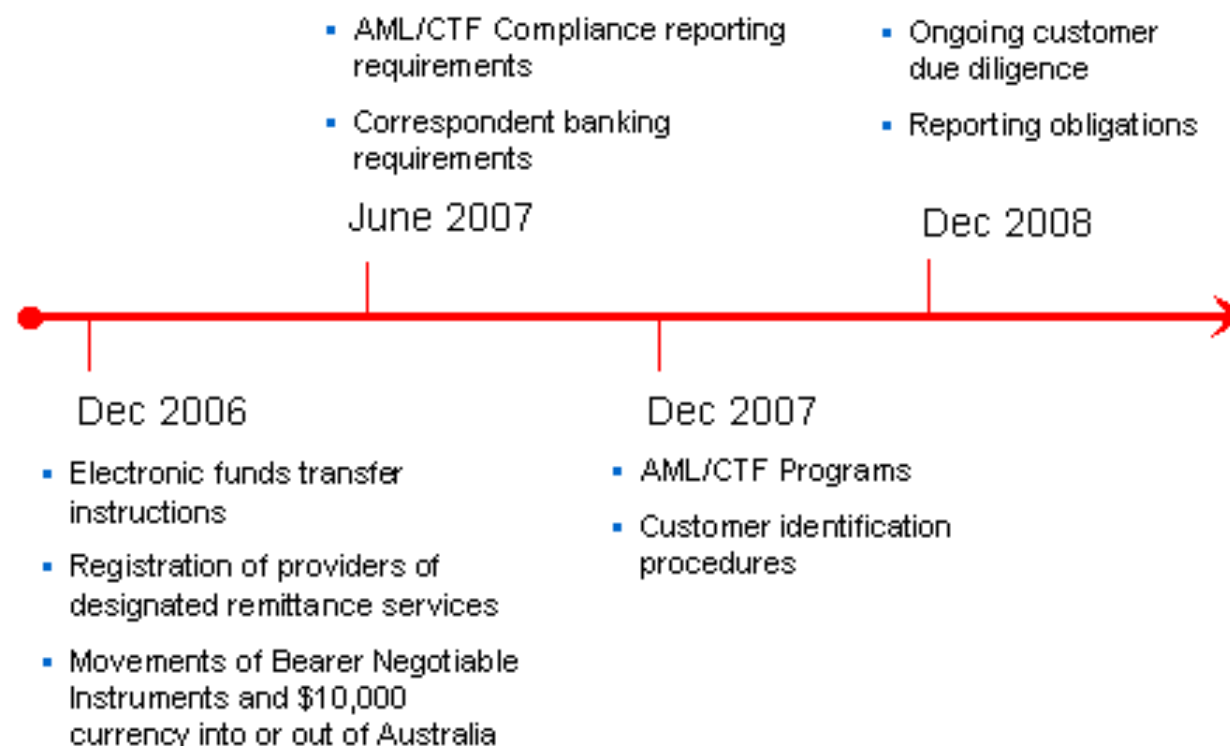 ▪ AML/CTF Compliance reporting
requirements
▪ Correspondent banking
requirements
June 2007
▪ Ongoing customer
due diligence
▪ Reporting obligations
Dec 2008
Dec 2006
▪ Electronic funds transfer
instructions
▪ Registration of providers of
designated remittance services
▪ Movements of Bearer Negotiable
Instruments and $10,000
currency into or out of Australia
Dec 2007
▪ AML/CTF Programs
▪ Customer identification
procedures